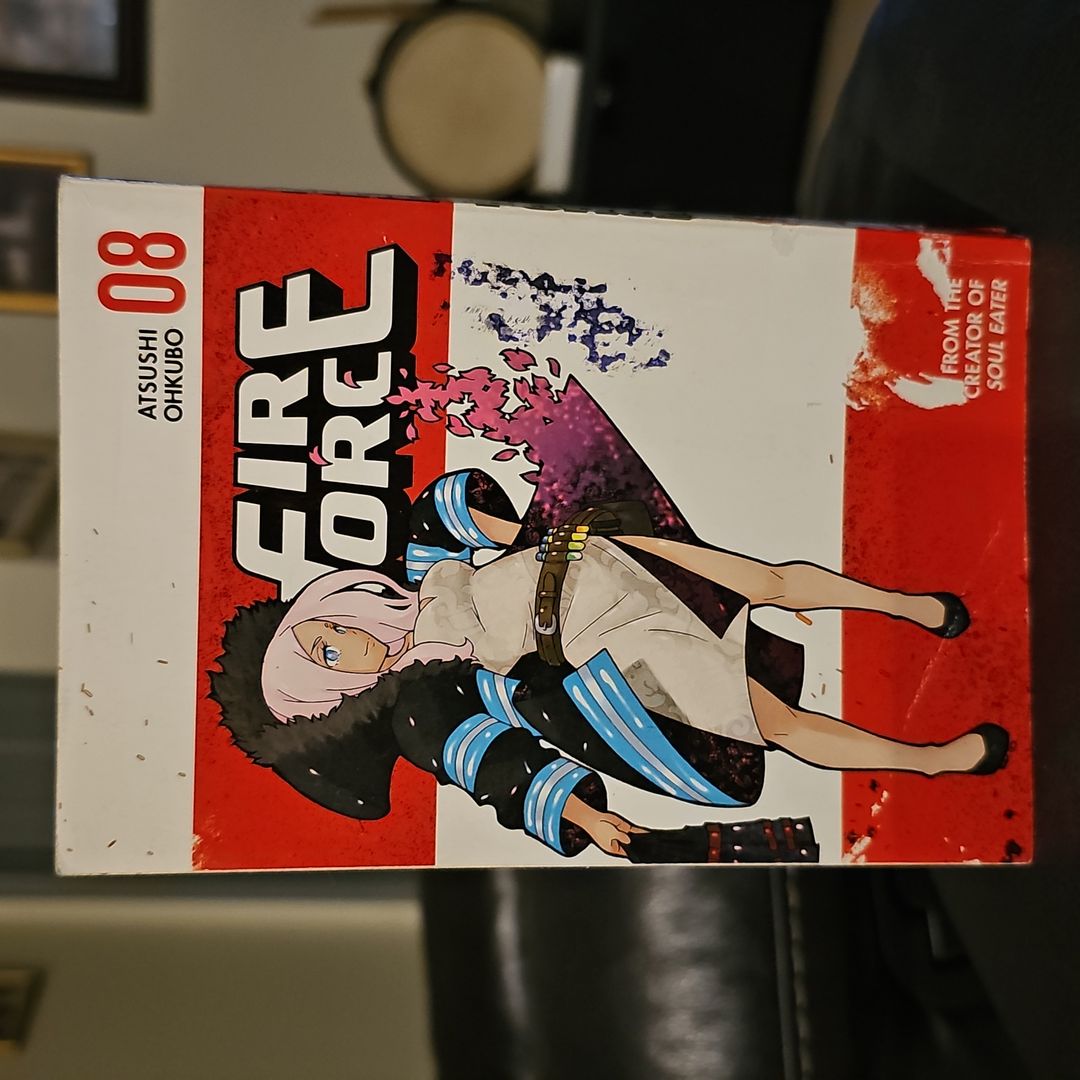 ATSUSHI
OHKUBO
08
FIRE
FORCE
FROM THE
CREATOR OF
SOUL EATER